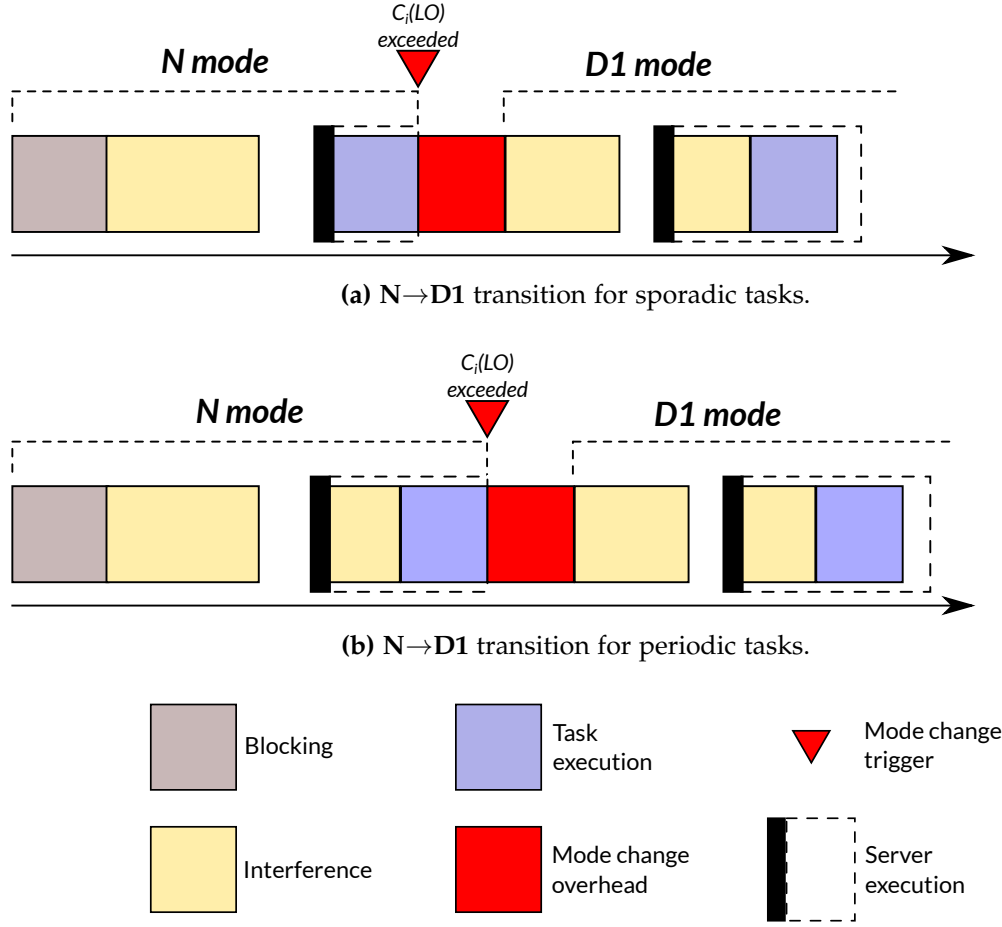 C_i(LO)
exceeded
N mode
D1 mode
(a) N→D1 transition for sporadic tasks.
C_i(LO)
exceeded
N mode
D1 mode
(b) N→D1 transition for periodic tasks.
Blocking
Task
execution
Mode change
trigger
Interference
Mode change
overhead
Server
execution